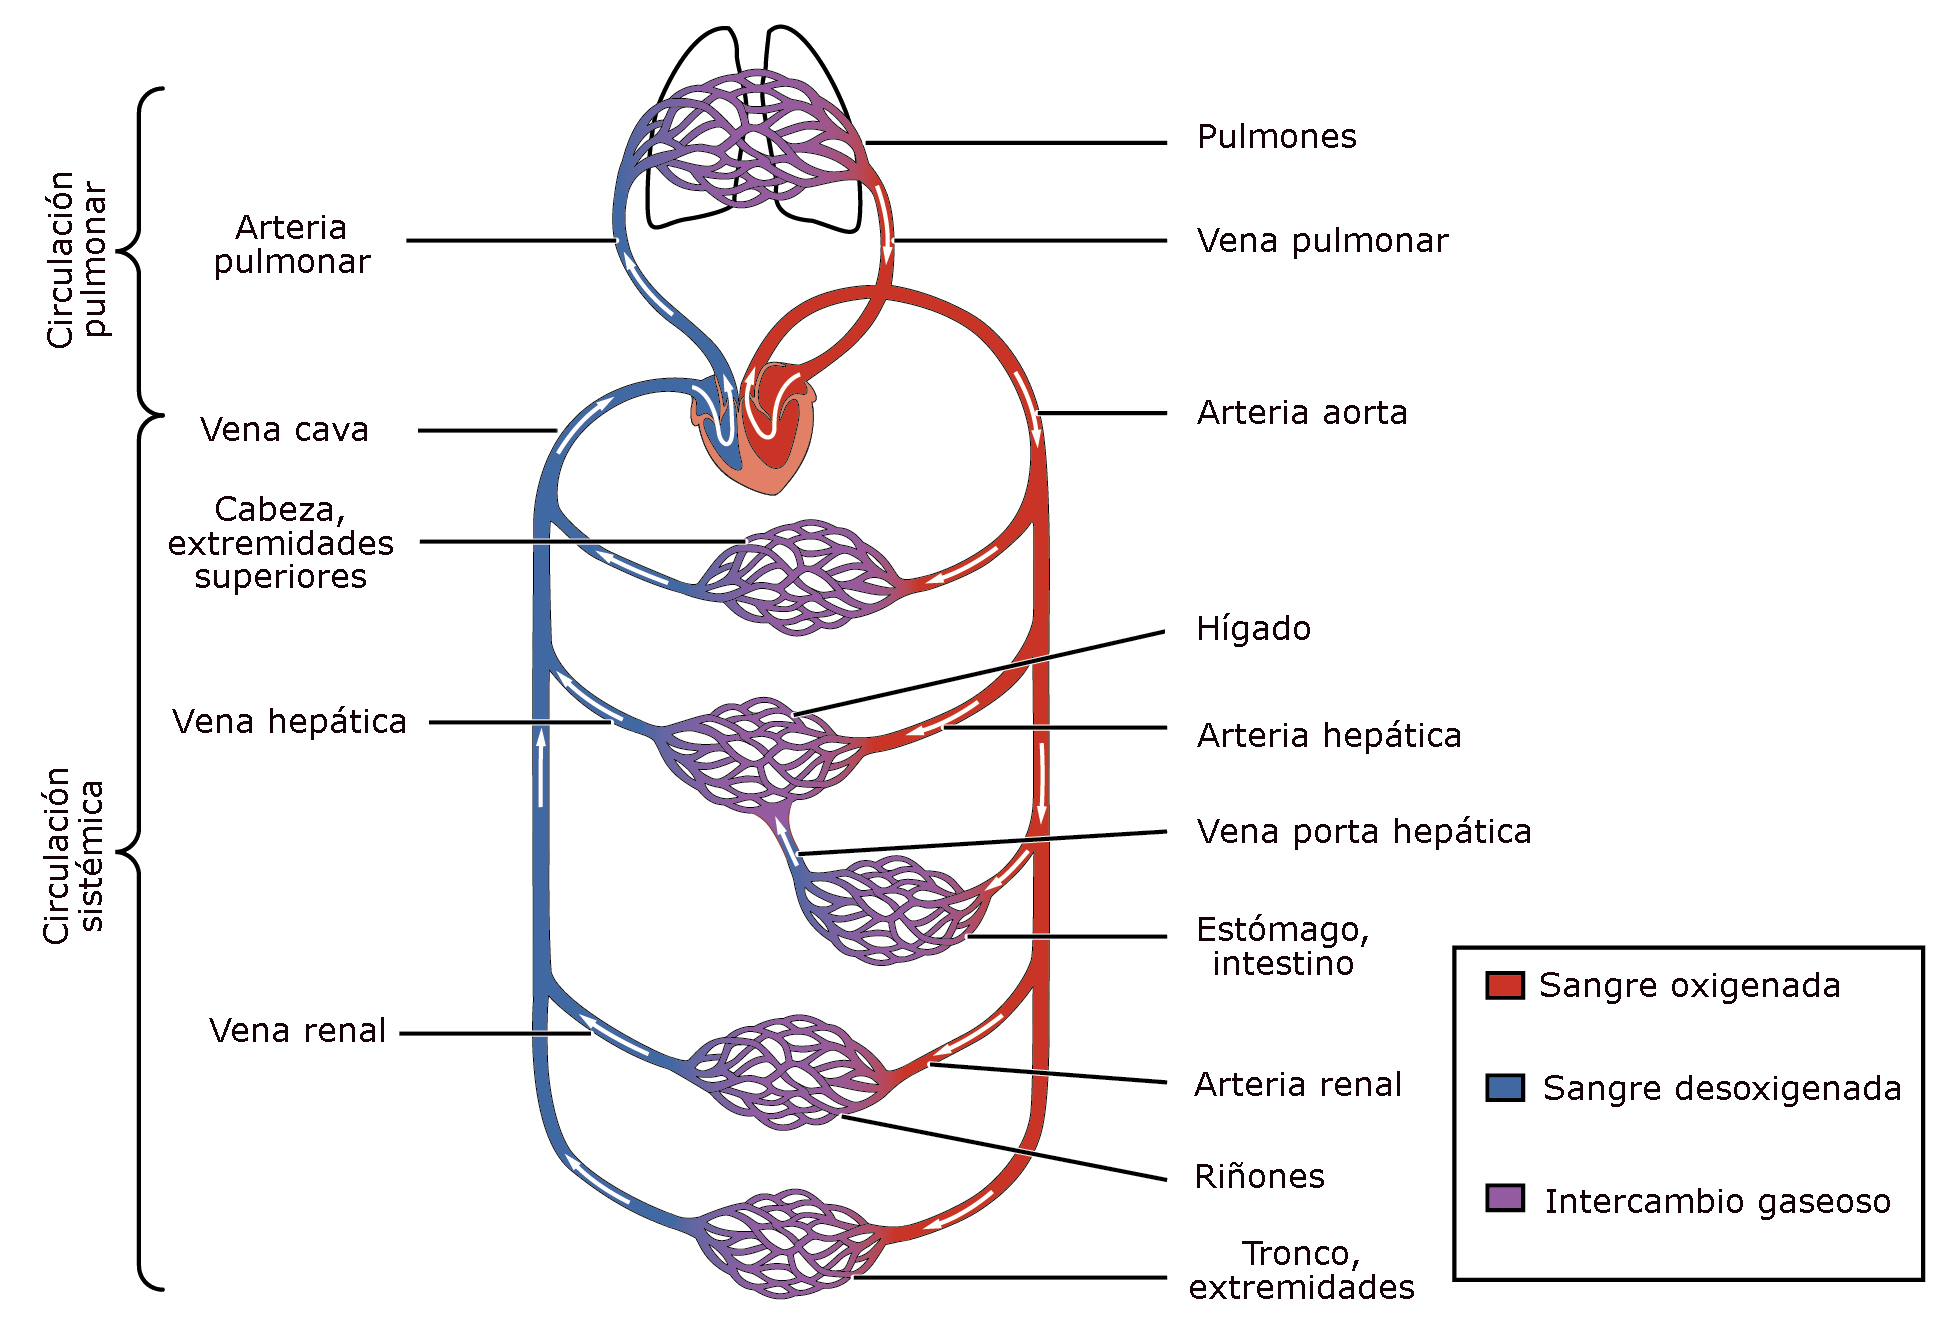 Circulación
pulmonar
Circulación
sistémica
Arteria
pulmonar
Vena cava
Cabeza,
extremidades
superiores
Vena hepática
Vena renal
Pulmones
Vena pulmonar
Arteria aorta
Hígado
Arteria hepática
Vena porta hepática
Estómago,
intestino
Arteria renal
Riñones
Tronco,
extremidades
Sangre oxigenada
Sangre desoxigenada
Intercambio gaseoso